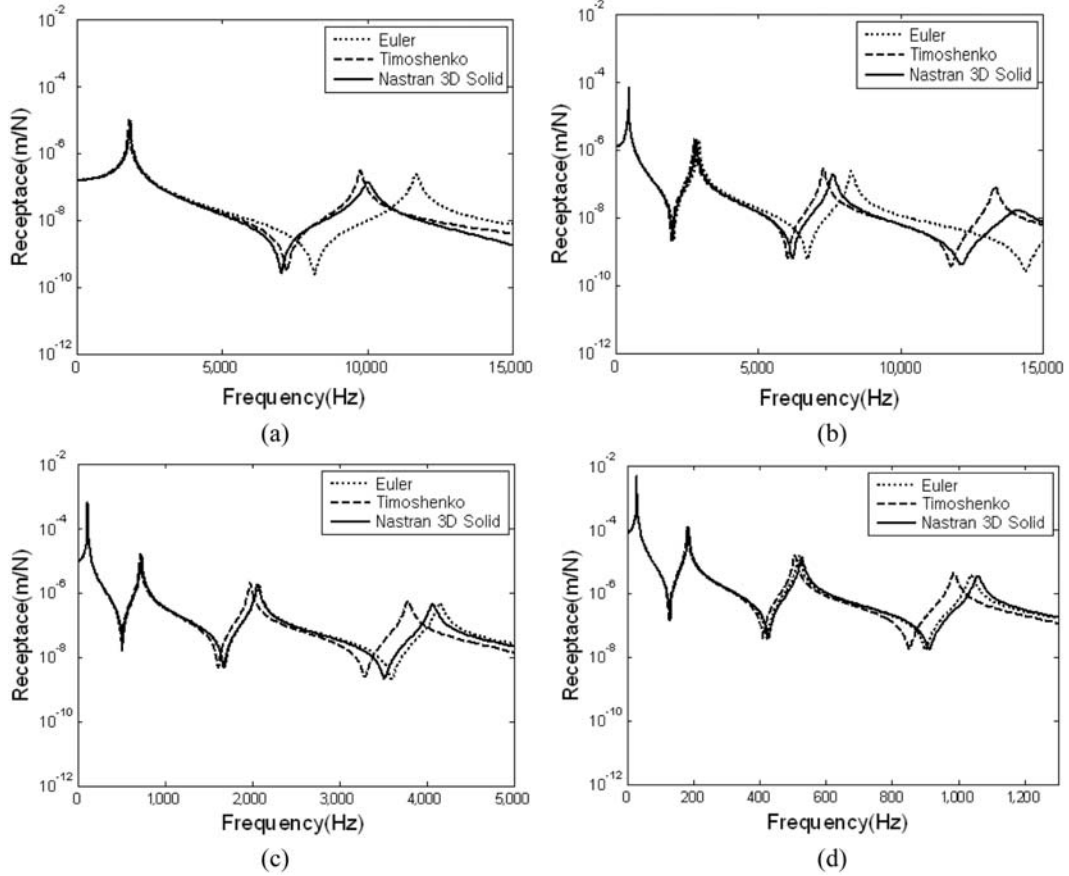 10^-2
10^-4
10^-6
10^-8
10^-10
10^-12
Receptace(m/N)
Euler
Timoshenko
Nastran 3D Solid
0 5,000 10,000 15,000
Frequency(Hz)
(a)
10^-2
10^-4
10^-6
10^-8
10^-10
10^-12
Receptace(m/N)
Euler
Timoshenko
Nastran 3D Solid
0 5,000 10,000 15,000
Frequency(Hz)
(b)
10^-2
10^-4
10^-6
10^-8
10^-10
10^-12
Receptace(m/N)
Euler
Timoshenko
Nastran 3D Solid
0 1,000 2,000 3,000 4,000 5,000
Frequency(Hz)
(c)
10^-2
10^-4
10^-6
10^-8
10^-10
10^-12
Receptace(m/N)
Euler
Timoshenko
Nastran 3D Solid
0 200 400 600 800 1,000 1,200
Frequency(Hz)
(d)